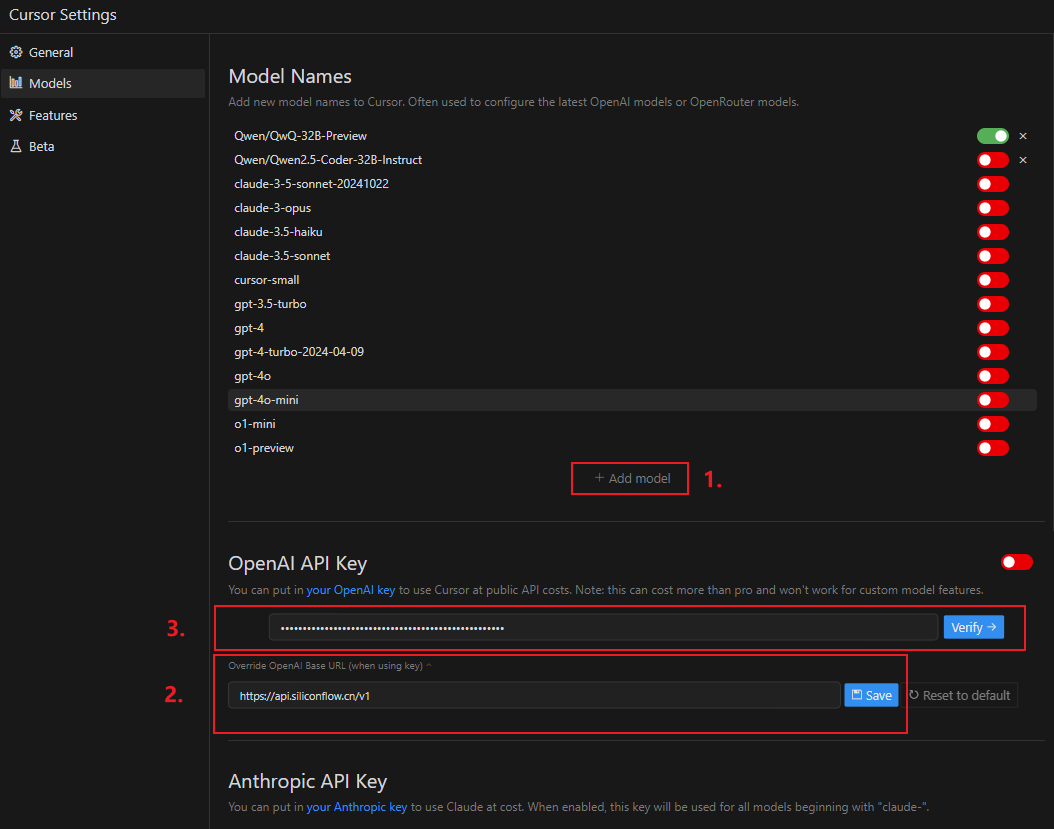 Cursor Settings
General
Models
Features
Beta
Model Names
Add new model names to Cursor. Often used to configure the latest OpenAI models or OpenRouter models.
Qwen/QwQ-32B-Preview
Qwen/Qwen2.5-Coder-32B-Instruct
claude-3-5-sonnet-20241022
claude-3-opus
claude-3.5-haiku
claude-3.5-sonnet
cursor-small
gpt-3.5-turbo
gpt-4
gpt-4-turbo-2024-04-09
gpt-4o
gpt-4o-mini
o1-mini
o1-preview
+ Add model 1.
OpenAI API Key
You can put in your OpenAI key to use Cursor at public API costs. Note: this can cost more than pro and won't work for custom model features.
3. Verify →
Override OpenAI Base URL (when using key)
2. https://api.siliconflow.cn/v1 Save Reset to default
Anthropic API Key
You can put in your Anthropic key to use Claude at cost. When enabled, this key will be used for all models beginning with "claude-".